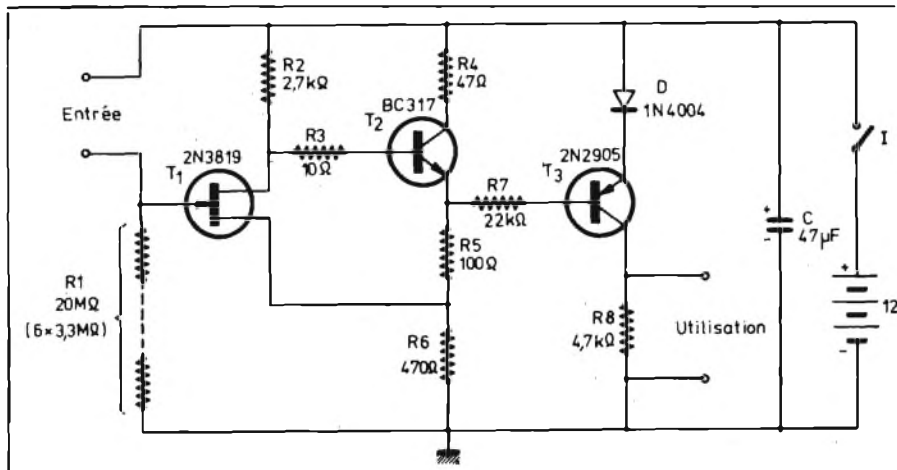 Entrée
R1
20MΩ
(6×3,3MΩ)
2N3819
T1
R2
2,7kΩ
R3
10Ω
BC317
T2
R4
47Ω
R5
100Ω
R6
470Ω
R7
22kΩ
D
1N4004
2N2905
T3
R8
4,7kΩ
Utilisation
+
C
47µF
-
I
+
12
-